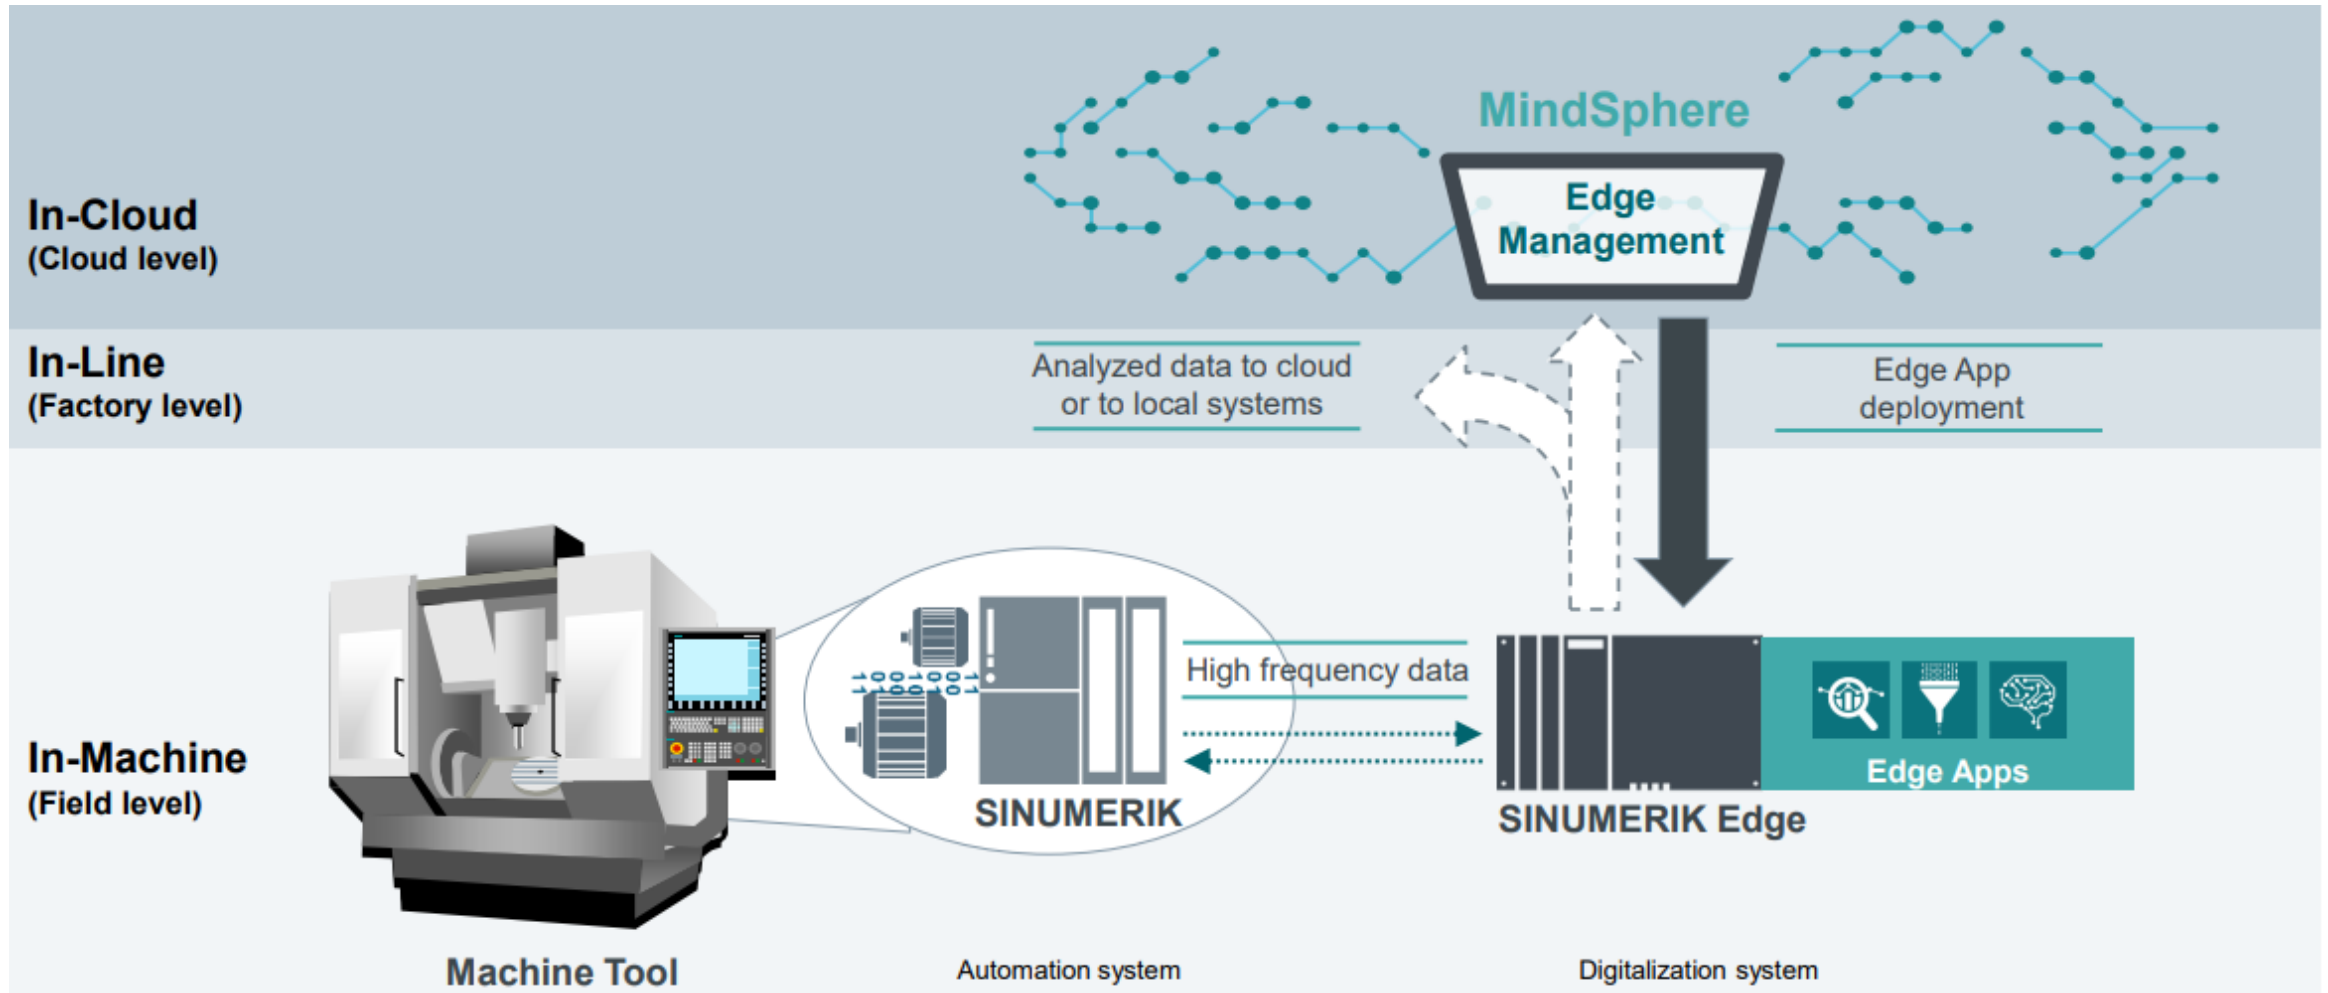 MindSphere
Edge
Management
In-Cloud
(Cloud level)
In-Line
(Factory level)
Analyzed data to cloud
or to local systems
Edge App
deployment
In-Machine
(Field level)
High frequency data
SINUMERIK
Edge Apps
SINUMERIK Edge
Machine Tool
Automation system
Digitalization system